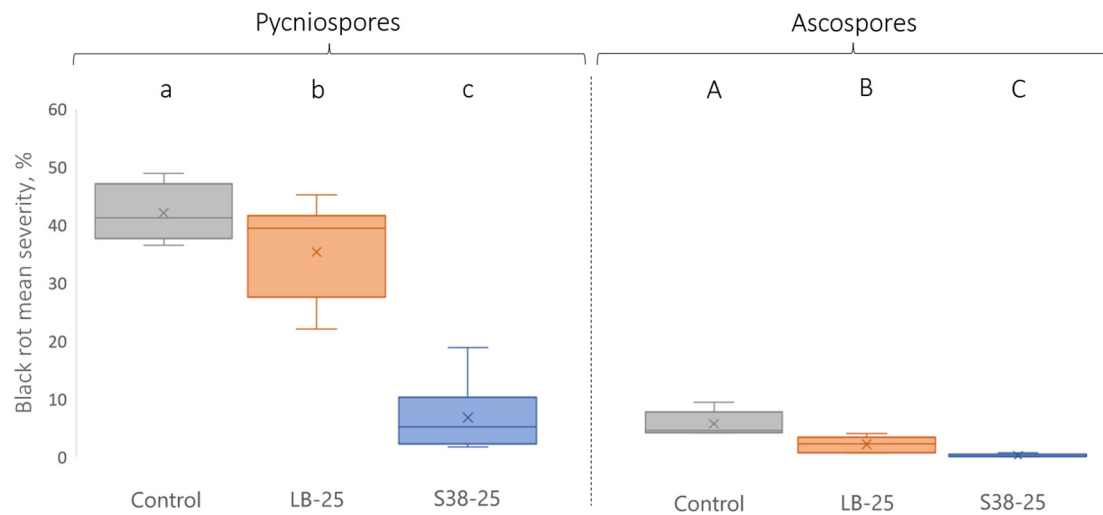 Pycniospores
Ascospores
a b c A B C
60
50
40
30
20
10
0
Black rot mean severity, %
Control LB-25 S38-25 Control LB-25 S38-25